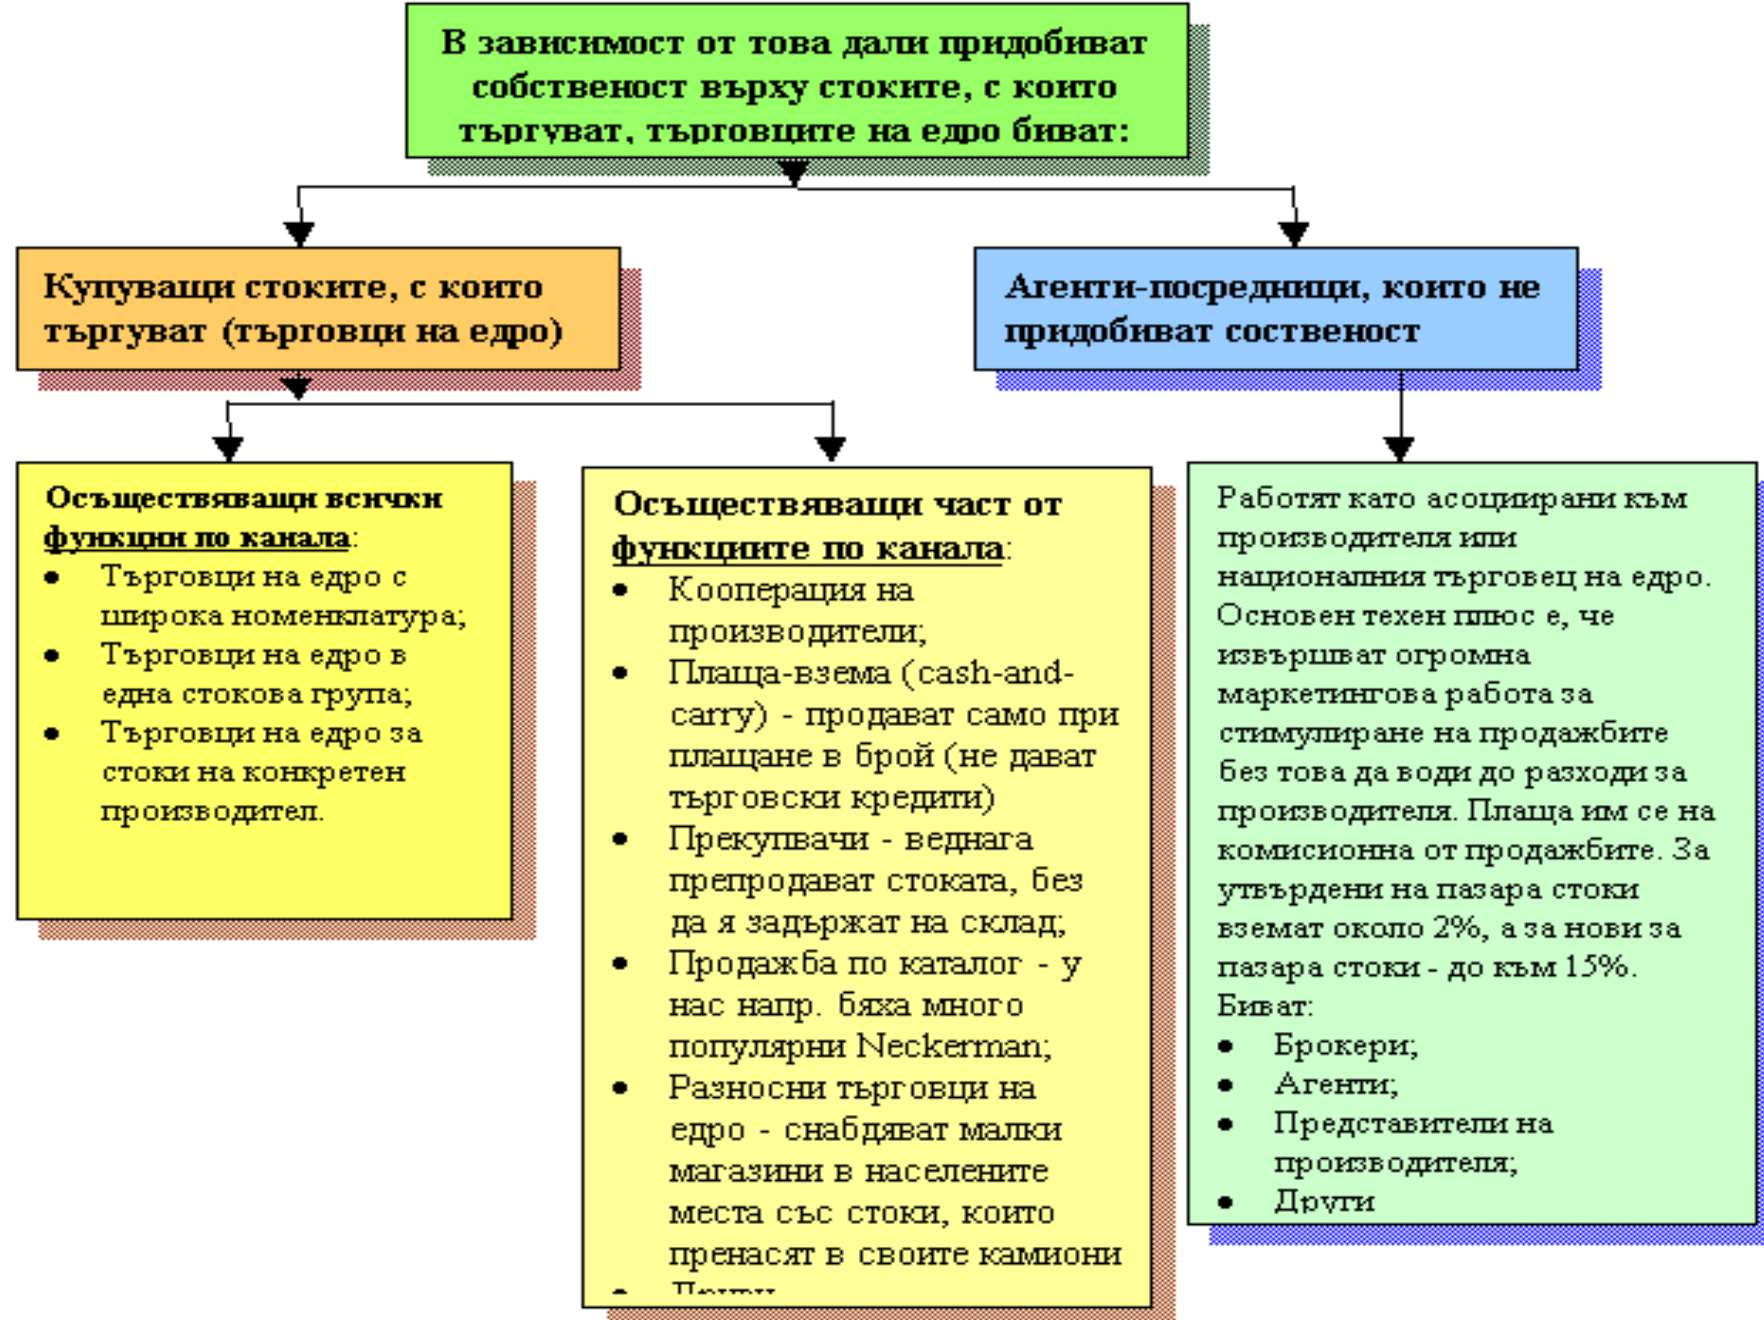 В зависимост от това дали придобиват
собственост върху стоките, с които
търгуват, търговците на едро биват:
Купуващи стоките, с които
търгуват (търговци на едро)
Агенти-посредници, които не
придобиват соственост
Осъществяващи всички
функции по канала:
• Търговци на едро с
широка номенклатура;
• Търговци на едро в
една стокова група;
• Търговци на едро за
стоки на конкретен
производител.
Осъществяващи част от
функциите по канала:
• Кооперация на
производители;
• Плаща-взема (cash-and-
carry) - продават само при
плащане в брой (не дават
търговски кредити)
• Прекупвачи - веднага
препродават стоката, без
да я задържат на склад;
• Продажба по каталог - у
нас напр. бяха много
популярни Neckerman;
• Разносни търговци на
едро - снабдяват малки
магазини в населените
места със стоки, които
пренасят в своите камиони
• Други
Работят като асоциирани към
производителя или
националния търговец на едро.
Основен техен плюс е, че
извършват огромна
маркетингова работа за
стимулиране на продажбите
без това да води до разходи за
производителя. Плаща им се на
комисионна от продажбите. За
утвърдени на пазара стоки
вземат около 2%, а за нови за
пазара стоки - до към 15%.
Биват:
• Брокери;
• Агенти;
• Представители на
производителя;
• Други